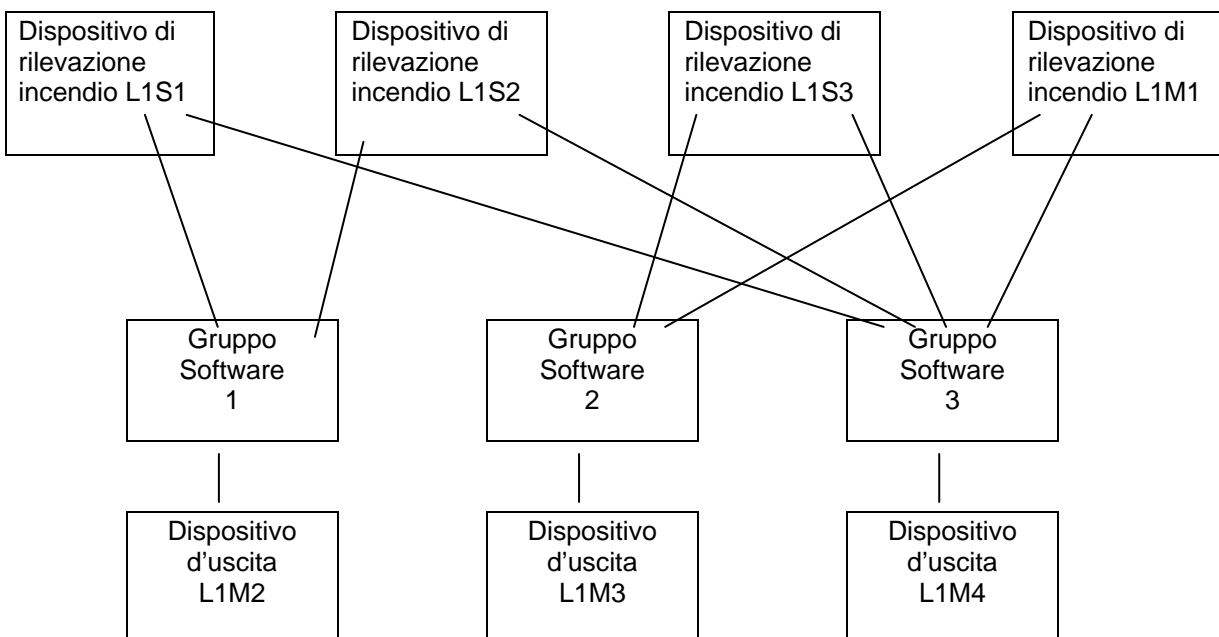 Dispositivo di
rilevazione
incendio L1S1
Dispositivo di
rilevazione
incendio L1S2
Dispositivo di
rilevazione
incendio L1S3
Dispositivo di
rilevazione
incendio L1M1
Gruppo
Software
1
Gruppo
Software
2
Gruppo
Software
3
Dispositivo
d’uscita
L1M2
Dispositivo
d’uscita
L1M3
Dispositivo
d’uscita
L1M4